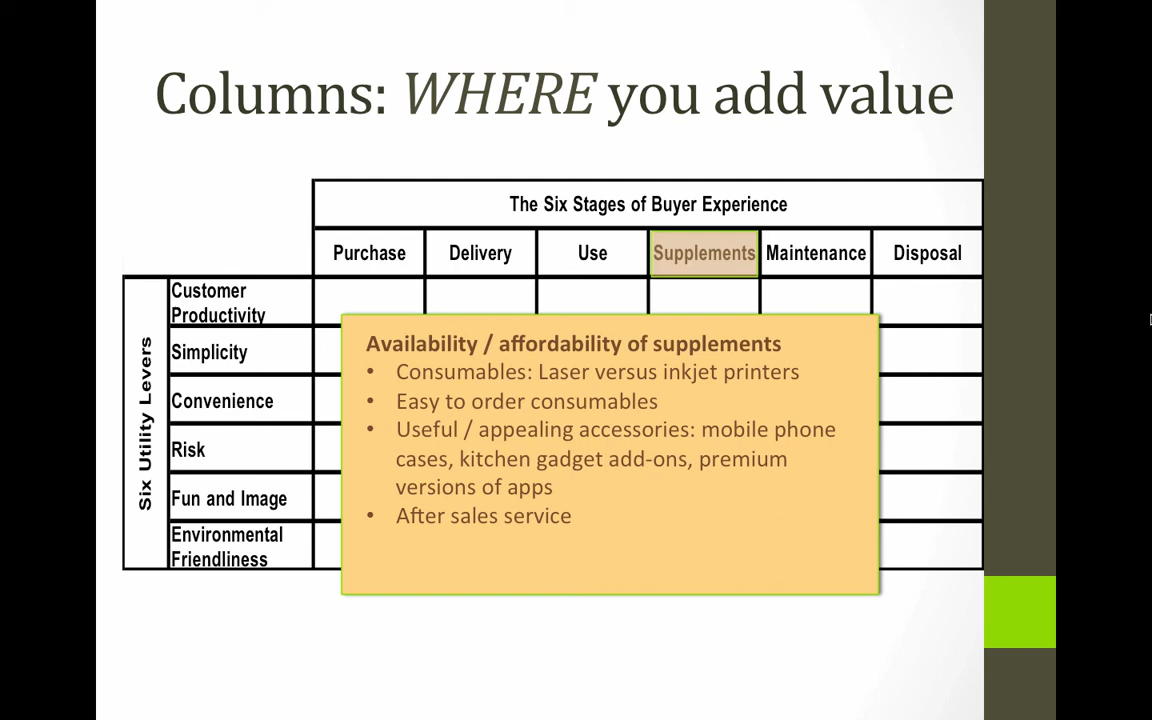 Columns: WHERE you add value
The Six Stages of Buyer Experience
Purchase Delivery Use Supplements Maintenance Disposal
Six Utility Levers
Customer
Productivity
Simplicity
Convenience
Risk
Fun and Image
Environmental
Friendliness
Availability / affordability of supplements
• Consumables: Laser versus inkjet printers
• Easy to order consumables
• Useful / appealing accessories: mobile phone
cases, kitchen gadget add-ons, premium
versions of apps
• After sales service